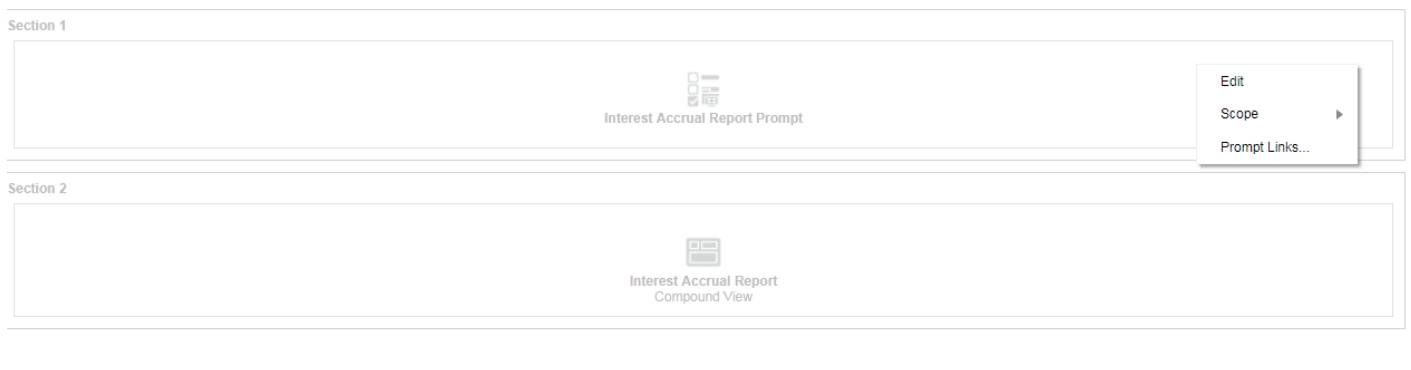 Section 1
Interest Accrual Report Prompt
Edit
Scope
Prompt Links...
Section 2
Interest Accrual Report
Compound View